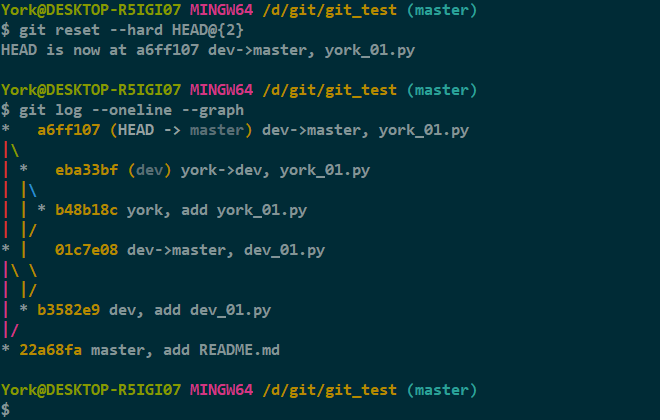 York@DESKTOP-R5IGI07 MINGW64 /d/git/git_test (master)
$ git reset --hard HEAD@{2}
HEAD is now at a6ff107 dev->master, york_01.py

York@DESKTOP-R5IGI07 MINGW64 /d/git/git_test (master)
$ git log --oneline --graph
*   a6ff107 (HEAD -> master) dev->master, york_01.py
|\
| *   eba33bf (dev) york->dev, york_01.py
| |\
| | * b48b18c york, add york_01.py
| |/
* |   01c7e08 dev->master, dev_01.py
|\ \
| |/
| * b3582e9 dev, add dev_01.py
|/
* 22a68fa master, add README.md

York@DESKTOP-R5IGI07 MINGW64 /d/git/git_test (master)
$